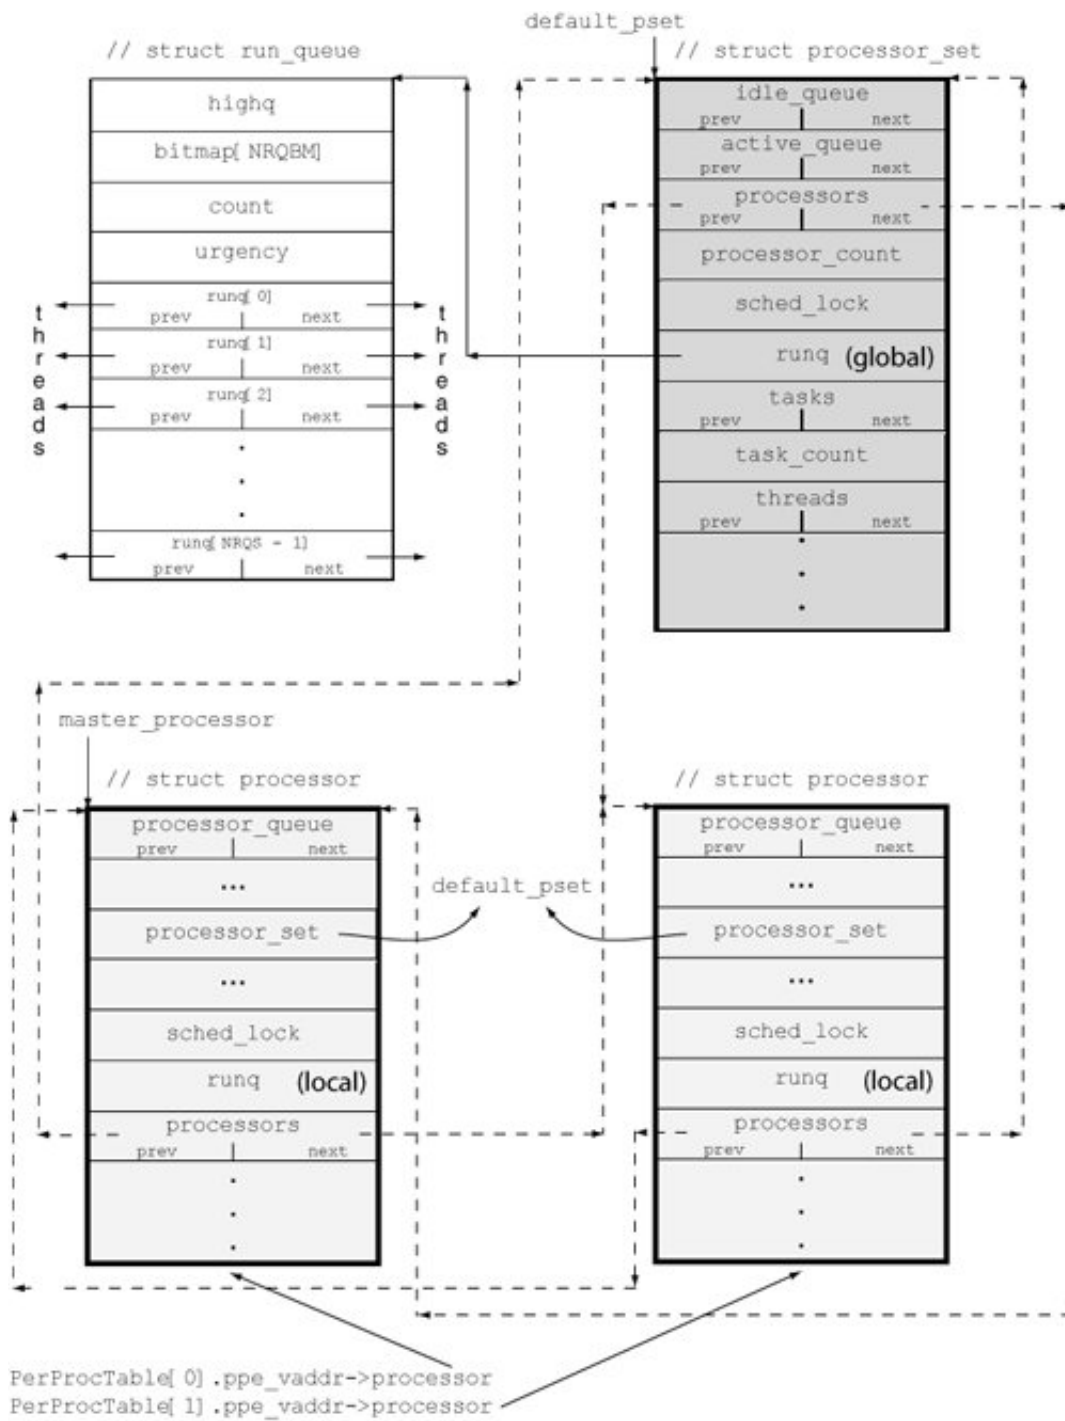 default_pset
// struct run_queue
// struct processor_set
highq
bitmap[NRQBM]
count
urgency
runq[0]
prev next
runq[1]
prev next
runq[2]
prev next
.
.
.
runq[NRQS - 1]
prev next
threads
threads
idle_queue
prev next
active_queue
prev next
processors
prev next
processor_count
sched_lock
runq (global)
tasks
prev next
task_count
threads
prev next
.
.
.
master_processor
// struct processor
processor_queue
prev next
...
processor_set
...
sched_lock
runq (local)
processors
prev next
.
.
.
default_pset
// struct processor
processor_queue
prev next
...
processor_set
...
sched_lock
runq (local)
processors
prev next
.
.
.
PerProcTable[0].ppe_vaddr->processor
PerProcTable[1].ppe_vaddr->processor